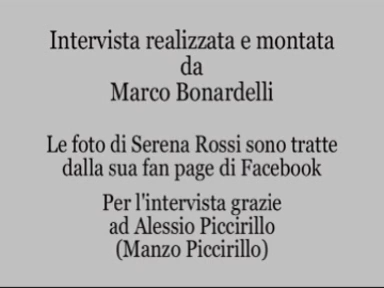 Intervista realizzata e montata
da
Marco Bonardelli
Le foto di Serena Rossi sono tratte
dalla sua fan page di Facebook
Per l'intervista grazie
ad Alessio Piccirillo
(Manzo Piccirillo)